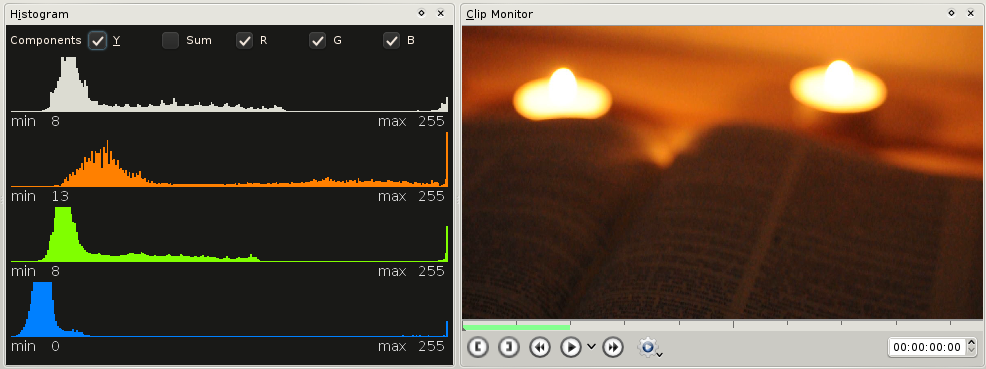 Histogram
Components Y Sum R G B
min 8 max 255
min 13 max 255
min 8 max 255
min 0 max 255
Clip Monitor
00:00:00:00